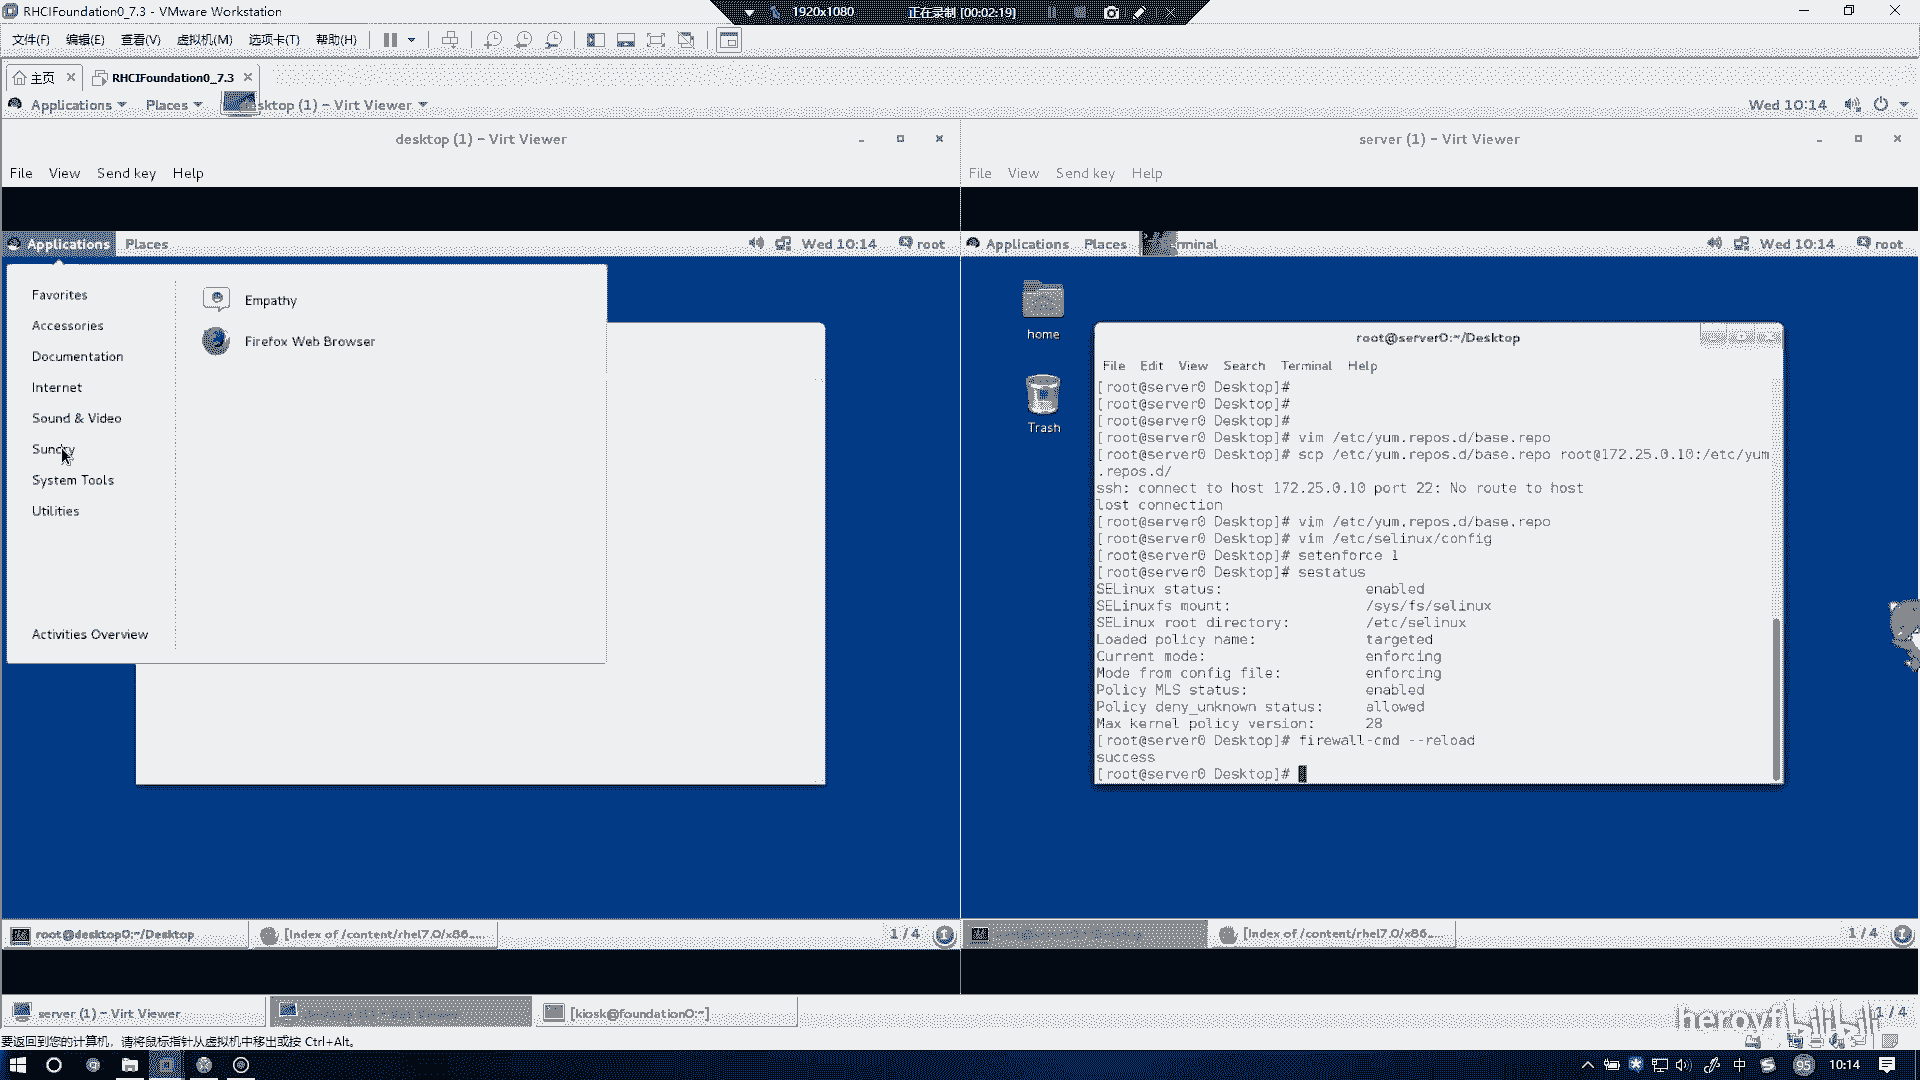 RHCIFoundation0_7.3 - VMware Workstation
1920x1080
正在录制 [00:02:19]
文件(F) 编辑(E) 查看(V) 虚拟机(M) 选项卡(T) 帮助(H)
主页
RHCIFoundation0_7.3
Applications Places sktop (1) - Virt Viewer
Wed 10:14
desktop (1) - Virt Viewer
File View Send key Help
Applications Places
Wed 10:14 root
Favorites
Accessories
Documentation
Internet
Sound & Video
Sundry
System Tools
Utilities
Activities Overview
Empathy
Firefox Web Browser
root@desktop0:~/Desktop
[Index of /content/rhel7.0/x86_...
1 / 4
server (1) - Virt Viewer
File View Send key Help
Applications Places rminal
Wed 10:14 root
home
Trash
root@server0:~/Desktop
File Edit View Search Terminal Help
[root@server0 Desktop]#
[root@server0 Desktop]#
[root@server0 Desktop]#
[root@server0 Desktop]# vim /etc/yum.repos.d/base.repo
[root@server0 Desktop]# scp /etc/yum.repos.d/base.repo root@172.25.0.10:/etc/yum
.repos.d/
ssh: connect to host 172.25.0.10 port 22: No route to host
lost connection
[root@server0 Desktop]# vim /etc/yum.repos.d/base.repo
[root@server0 Desktop]# vim /etc/selinux/config
[root@server0 Desktop]# setenforce 1
[root@server0 Desktop]# sestatus
SELinux status: enabled
SELinuxfs mount: /sys/fs/selinux
SELinux root directory: /etc/selinux
Loaded policy name: targeted
Current mode: enforcing
Mode from config file: enforcing
Policy MLS status: enabled
Policy deny_unknown status: allowed
Max kernel policy version: 28
[root@server0 Desktop]# firewall-cmd --reload
success
[root@server0 Desktop]#
[Index of /content/rhel7.0/x86_...
1 / 4
server (1) - Virt Viewer
[kiosk@foundation0:~]
1 / 4
要返回到您的计算机，请将鼠标指针从虚拟机中移出或按 Ctrl+Alt。
中
95
10:14